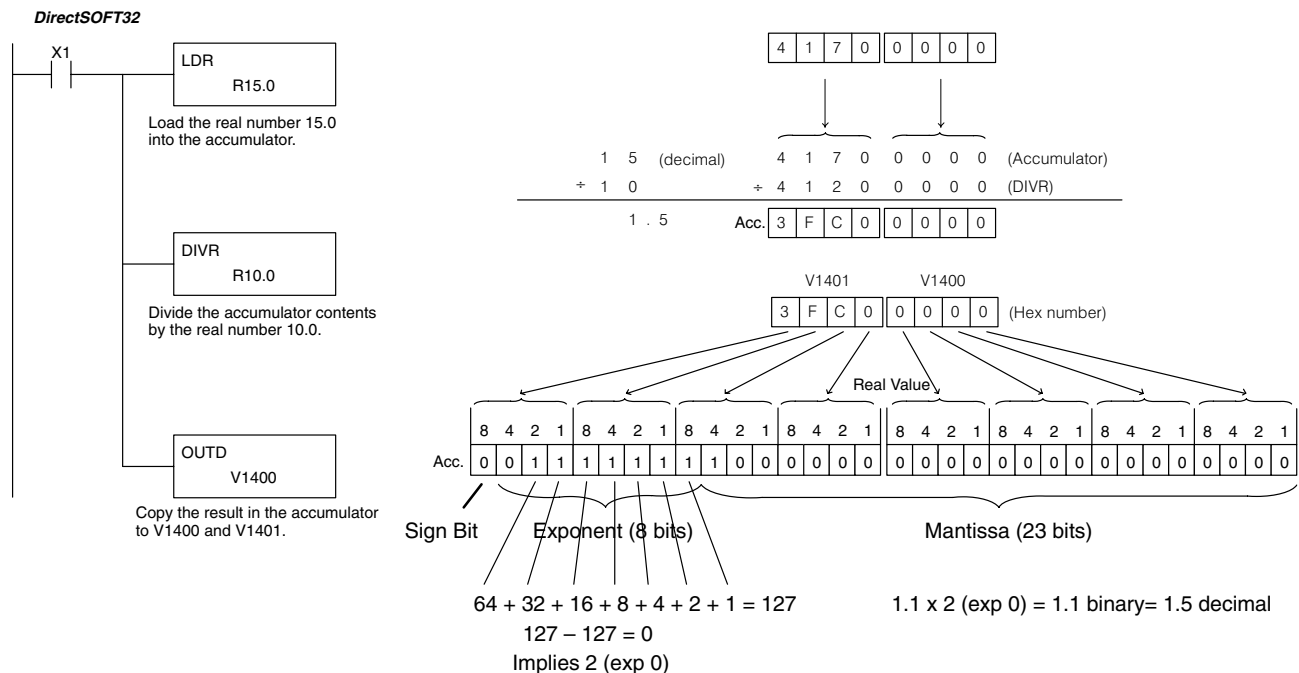 DirectSOFT32
X1
LDR
R15.0
Load the real number 15.0
into the accumulator.
DIVR
R10.0
Divide the accumulator contents
by the real number 10.0.
OUTD
V1400
Copy the result in the accumulator
to V1400 and V1401.
4 1 7 0 0 0 0 0
1 5 (decimal) 4 1 7 0 0 0 0 0 (Accumulator)
÷ 1 0 ÷ 4 1 2 0 0 0 0 0 (DIVR)
1 . 5 Acc. 3 F C 0 0 0 0 0
V1401 V1400
3 F C 0 0 0 0 0 (Hex number)
Real Value
8 4 2 1 8 4 2 1 8 4 2 1 8 4 2 1 8 4 2 1 8 4 2 1 8 4 2 1 8 4 2 1
Acc. 0 0 1 1 1 1 1 1 1 1 0 0 0 0 0 0 0 0 0 0 0 0 0 0 0 0 0 0 0 0 0 0
Sign Bit Exponent (8 bits) Mantissa (23 bits)
64 + 32 + 16 + 8 + 4 + 2 + 1 = 127 1.1 x 2 (exp 0) = 1.1 binary= 1.5 decimal
127 – 127 = 0
Implies 2 (exp 0)